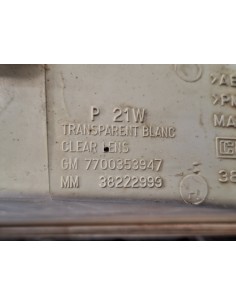 P 21W
TRANSPARENT BLANC
CLEAR LENS
GM 7700353947
MM 38222999